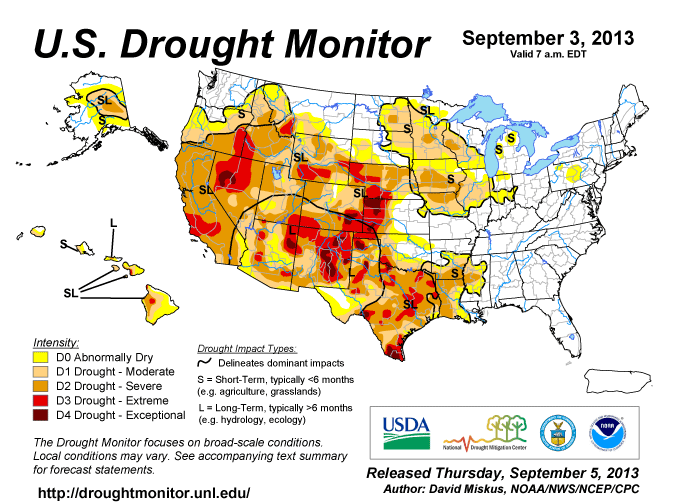 U.S. Drought Monitor
September 3, 2013
Valid 7 a.m. EDT
SL
S
S
SL
S
SL
S
S
S
SL
SL
SL
S
L
L
S
SL
S
L
SL
Intensity:
D0 Abnormally Dry
D1 Drought - Moderate
D2 Drought - Severe
D3 Drought - Extreme
D4 Drought - Exceptional
Drought Impact Types:
Delineates dominant impacts
S = Short-Term, typically <6 months
(e.g. agriculture, grasslands)
L = Long-Term, typically >6 months
(e.g. hydrology, ecology)
The Drought Monitor focuses on broad-scale conditions.
Local conditions may vary. See accompanying text summary
for forecast statements.
http://droughtmonitor.unl.edu/
USDA
National Drought Mitigation Center
NOAA
Released Thursday, September 5, 2013
Author: David Miskus, NOAA/NWS/NCEP/CPC